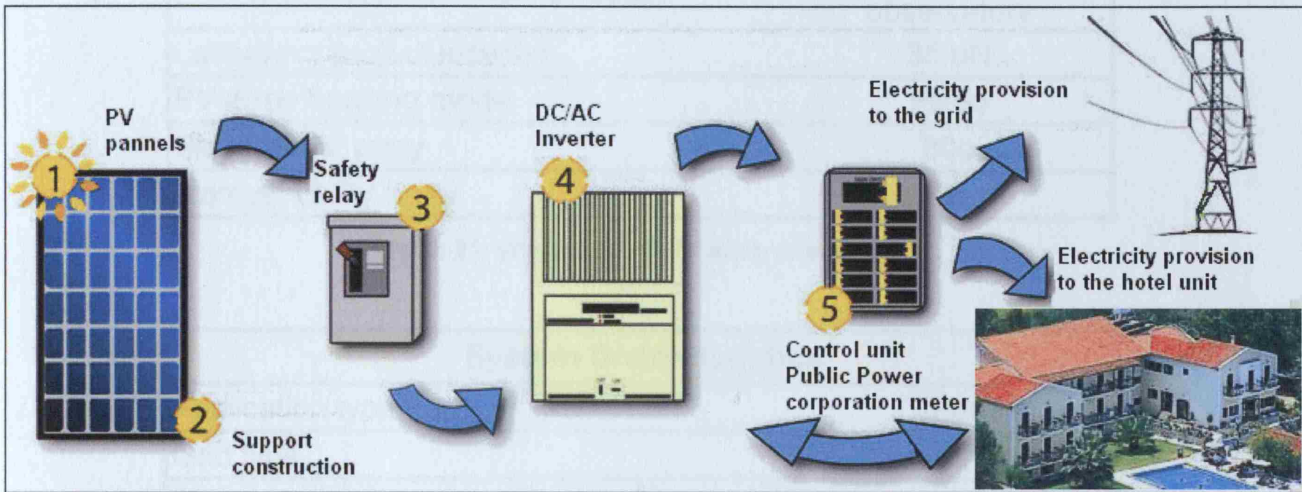 1
PV
pannels
2
Support
construction
Safety
relay
3
DC/AC
Inverter
4
5
Control unit
Public Power
corporation meter
Electricity provision
to the grid
Electricity provision
to the hotel unit